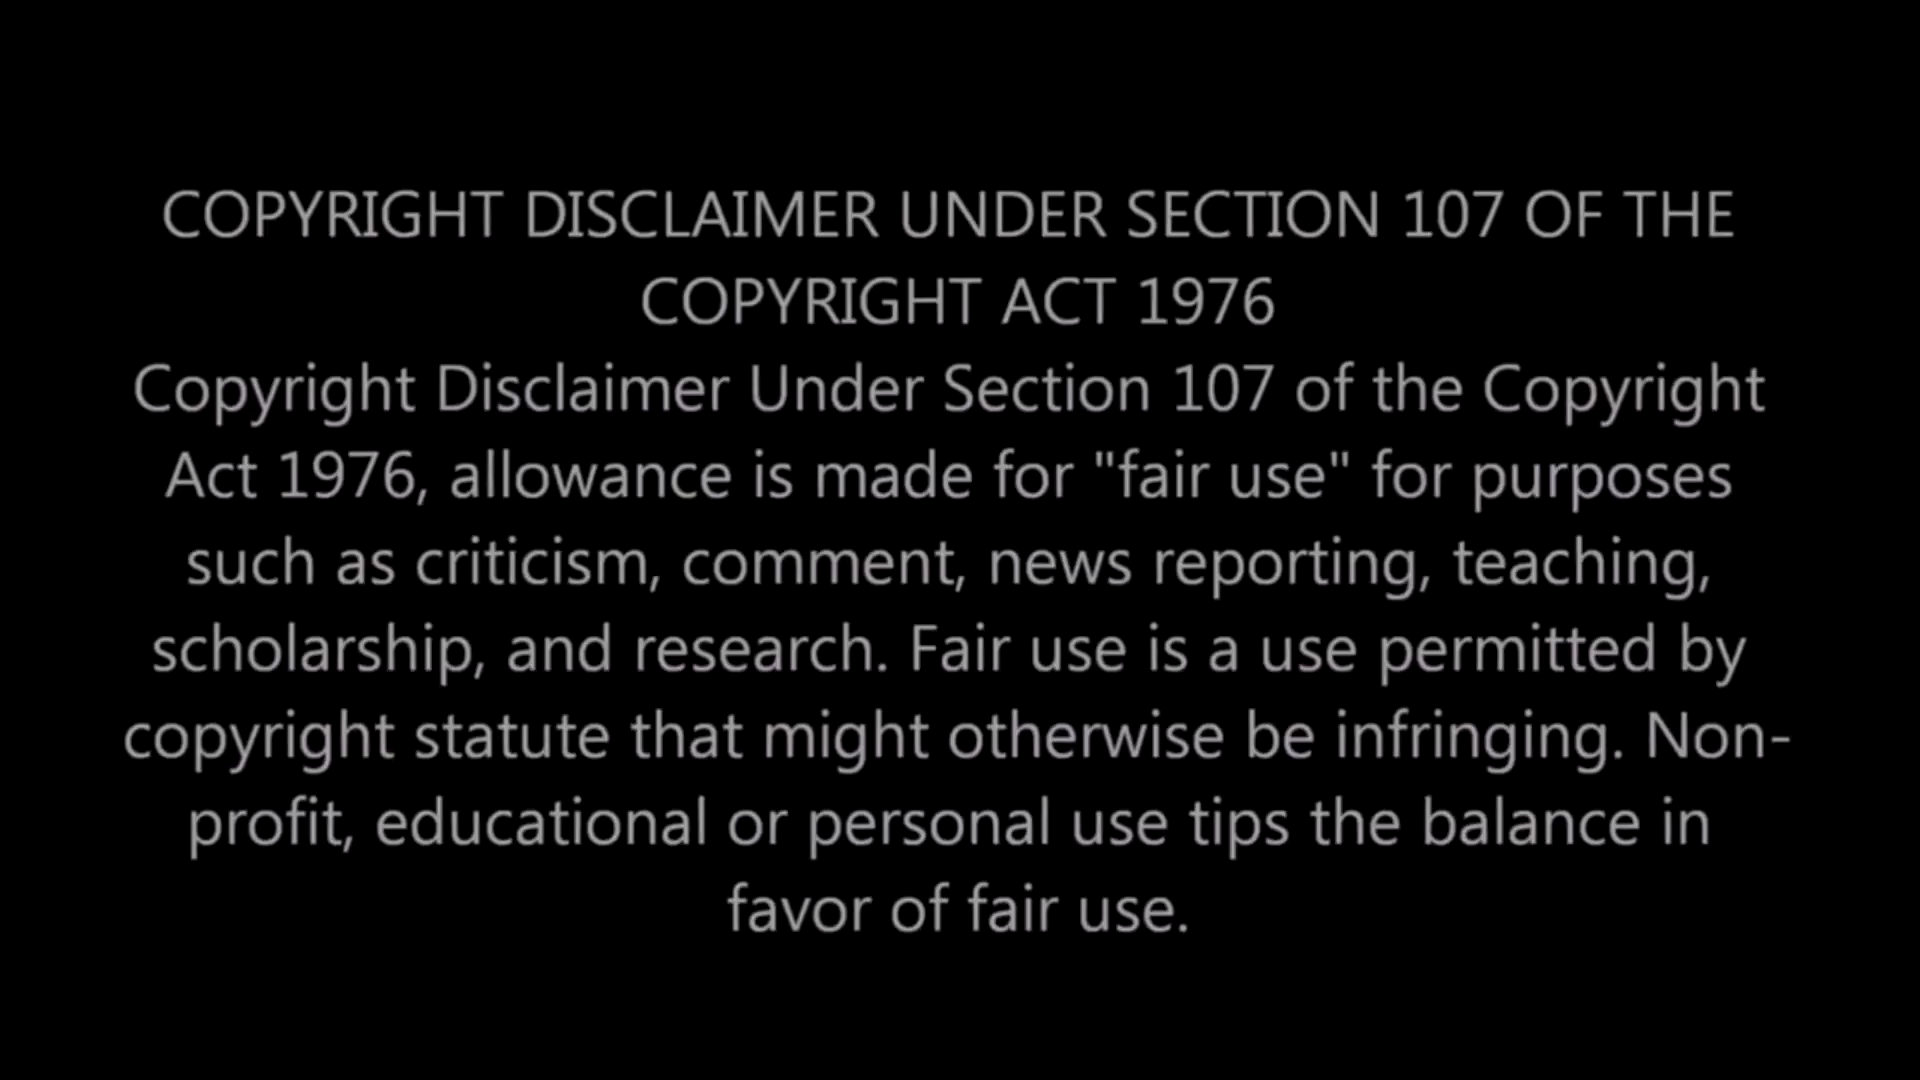 COPYRIGHT DISCLAIMER UNDER SECTION 107 OF THE
COPYRIGHT ACT 1976
Copyright Disclaimer Under Section 107 of the Copyright
Act 1976, allowance is made for "fair use" for purposes
such as criticism, comment, news reporting, teaching,
scholarship, and research. Fair use is a use permitted by
copyright statute that might otherwise be infringing. Non-
profit, educational or personal use tips the balance in
favor of fair use.